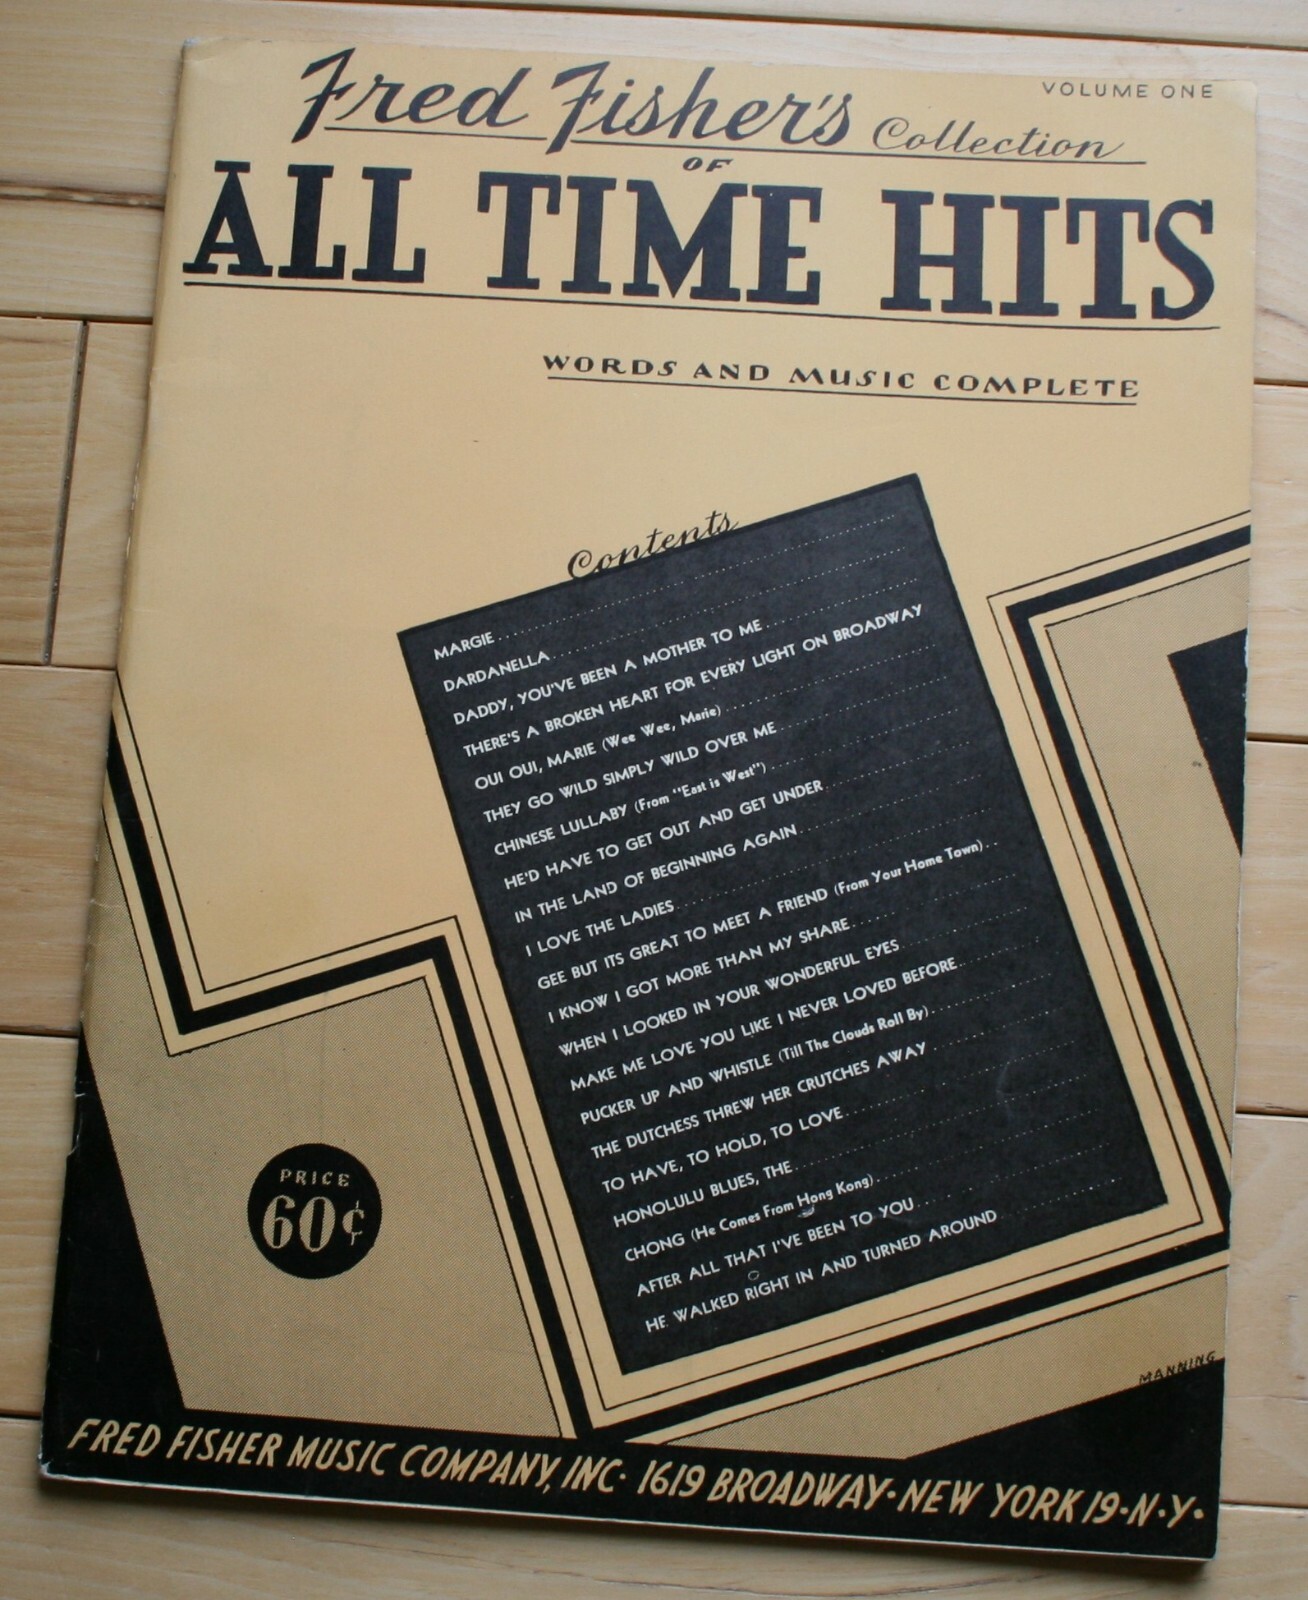 VOLUME ONE
Fred Fisher's Collection
OF
ALL TIME HITS
WORDS AND MUSIC COMPLETE
Contents
MARGIE
DARDANELLA
DADDY, YOU'VE BEEN A MOTHER TO ME
THERE'S A BROKEN HEART FOR EVERY LIGHT ON BROADWAY
OUI OUI, MARIE (Wee Wee, Marie)
THEY GO WILD SIMPLY WILD OVER ME
CHINESE LULLABY (From "East is West")
HE'D HAVE TO GET OUT AND GET UNDER
IN THE LAND OF BEGINNING AGAIN
I LOVE THE LADIES
GEE BUT ITS GREAT TO MEET A FRIEND (From Your Home Town)
I KNOW I GOT MORE THAN MY SHARE
WHEN I LOOKED IN YOUR WONDERFUL EYES
MAKE ME LOVE YOU LIKE I NEVER LOVED BEFORE
PUCKER UP AND WHISTLE (Till The Clouds Roll By)
THE DUTCHESS THREW HER CRUTCHES AWAY
TO HAVE, TO HOLD, TO LOVE
HONOLULU BLUES, THE
CHONG (He Comes From Hong Kong)
AFTER ALL THAT I'VE BEEN TO YOU
HE WALKED RIGHT IN AND TURNED AROUND
PRICE
60¢
MANNING
FRED FISHER MUSIC COMPANY, INC· 1619 BROADWAY·NEW YORK 19·N·Y·